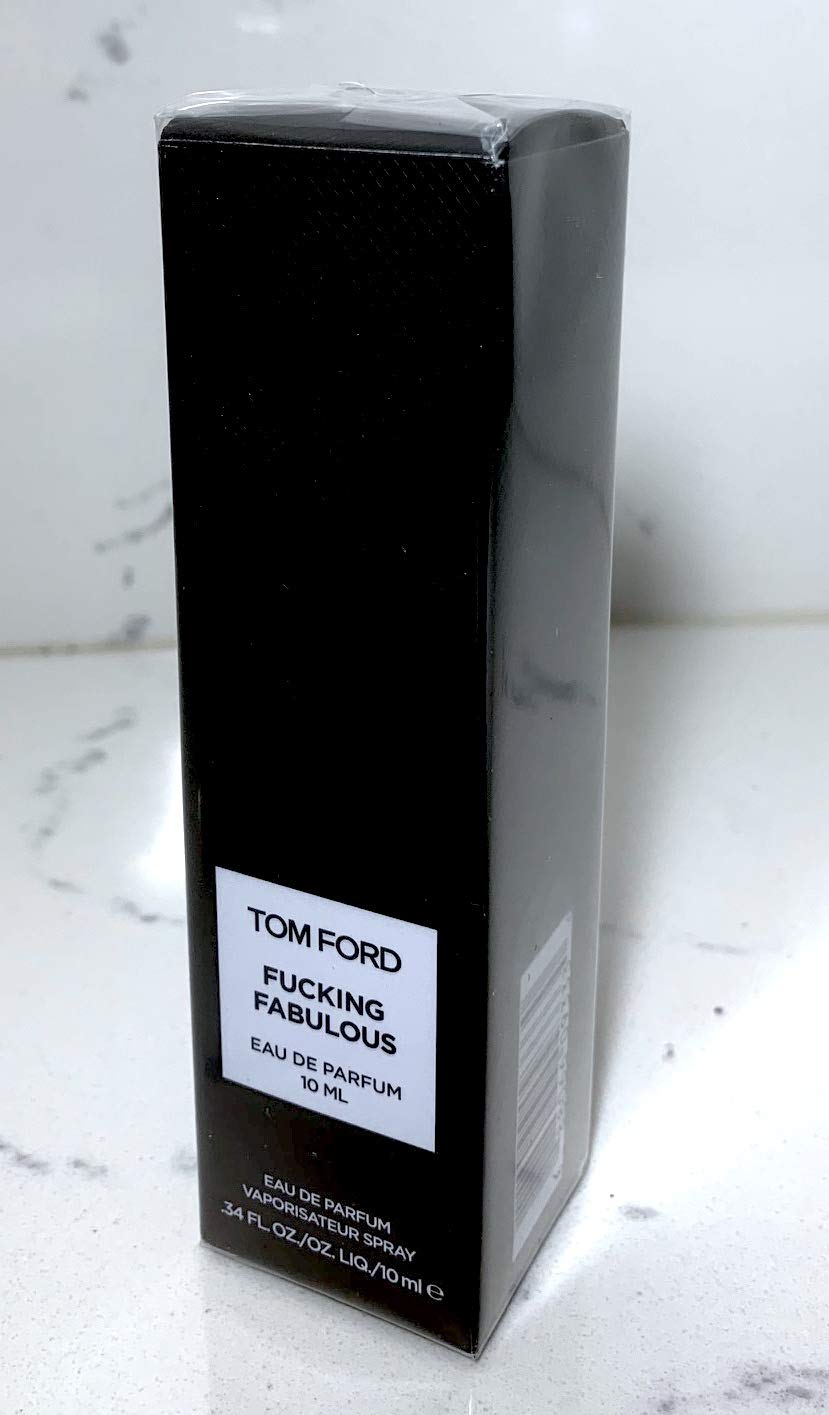 TOM FORD
FUCKING
FABULOUS
EAU DE PARFUM
10 ML
EAU DE PARFUM
VAPORISATEUR SPRAY
.34 FL. OZ./OZ. LIQ./10 ml ℮